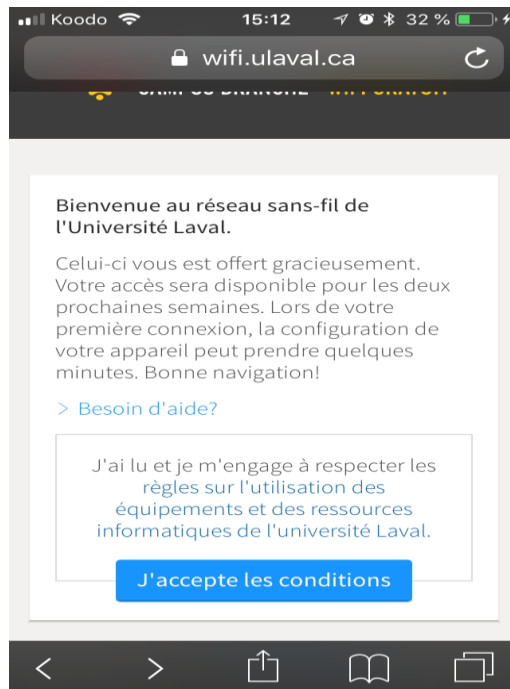 Koodo 15:12 32 %
wifi.ulaval.ca
Bienvenue au réseau sans-fil de
l'Université Laval.
Celui-ci vous est offert gracieusement.
Votre accès sera disponible pour les deux
prochaines semaines. Lors de votre
première connexion, la configuration de
votre appareil peut prendre quelques
minutes. Bonne navigation!
> Besoin d'aide?
J'ai lu et je m'engage à respecter les
règles sur l'utilisation des
équipements et des ressources
informatiques de l'université Laval.
J'accepte les conditions